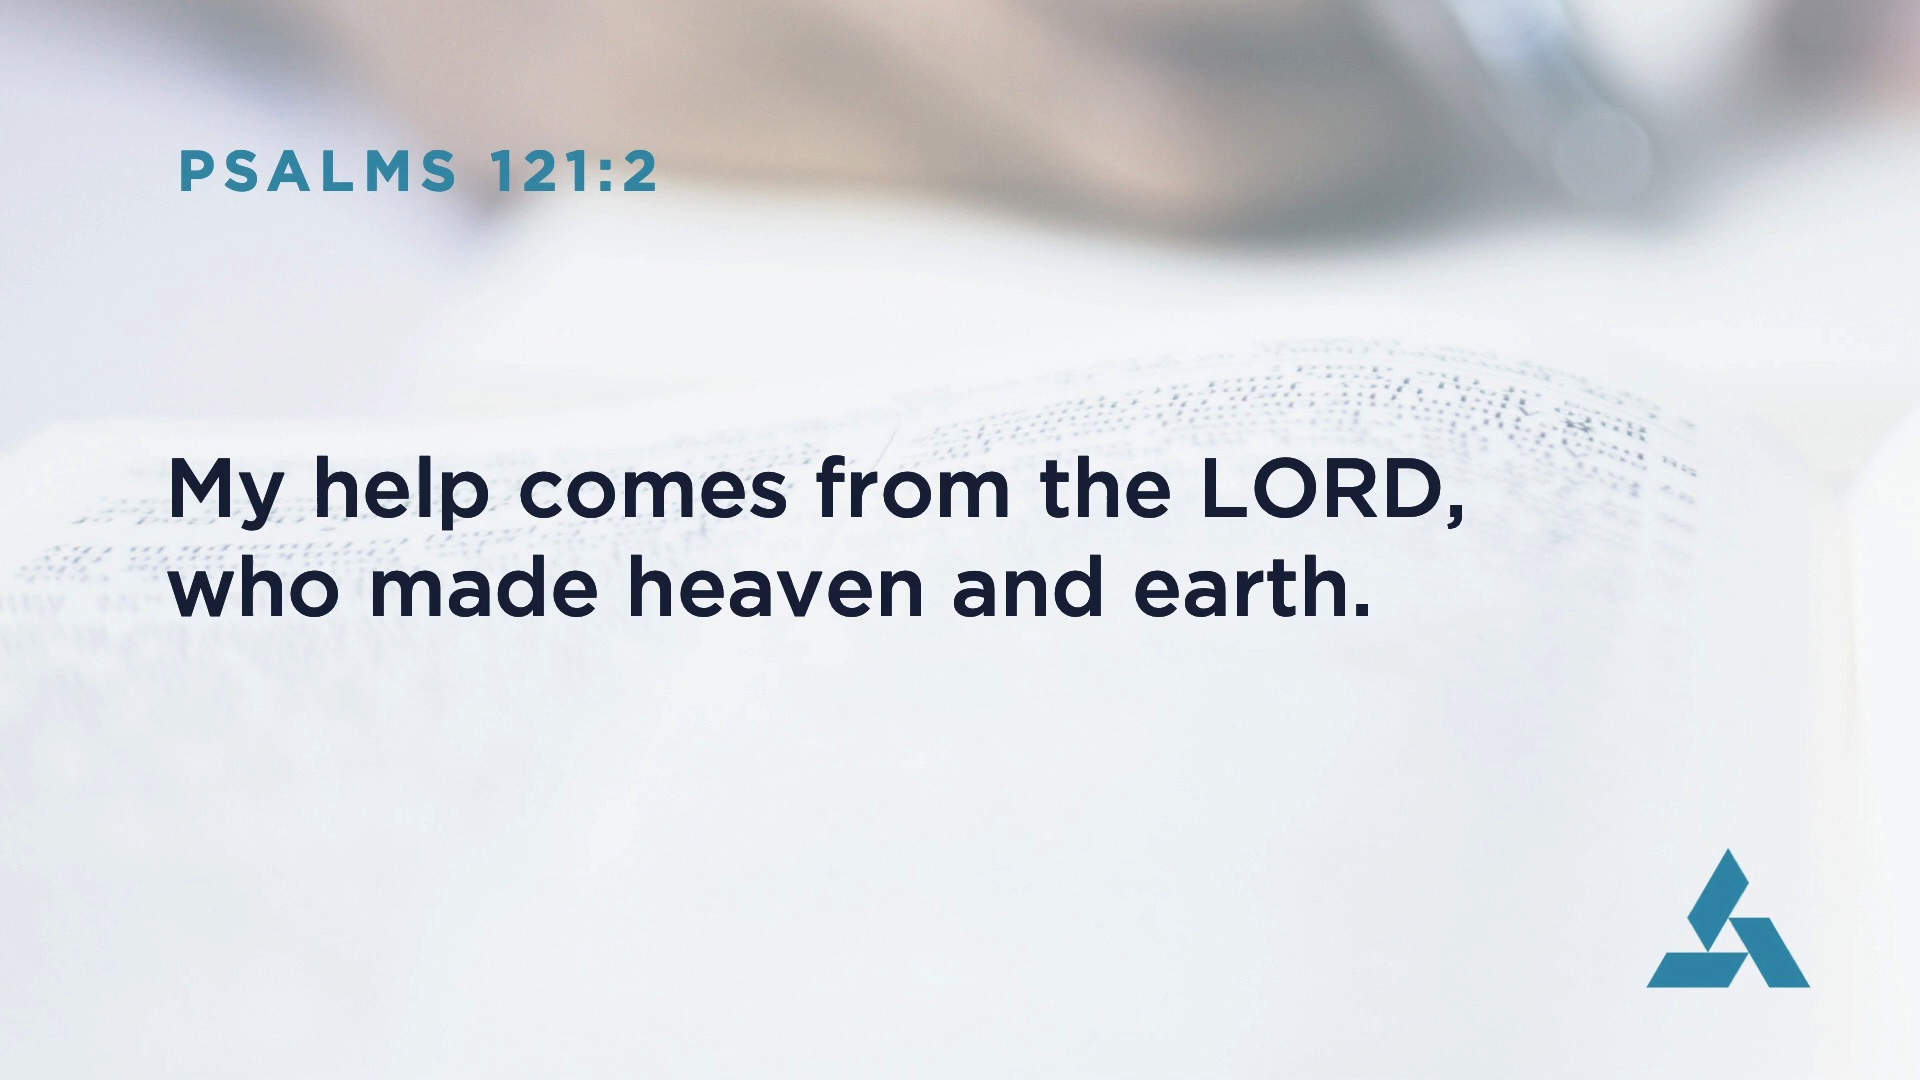 PSALMS 121:2
My help comes from the LORD,
who made heaven and earth.